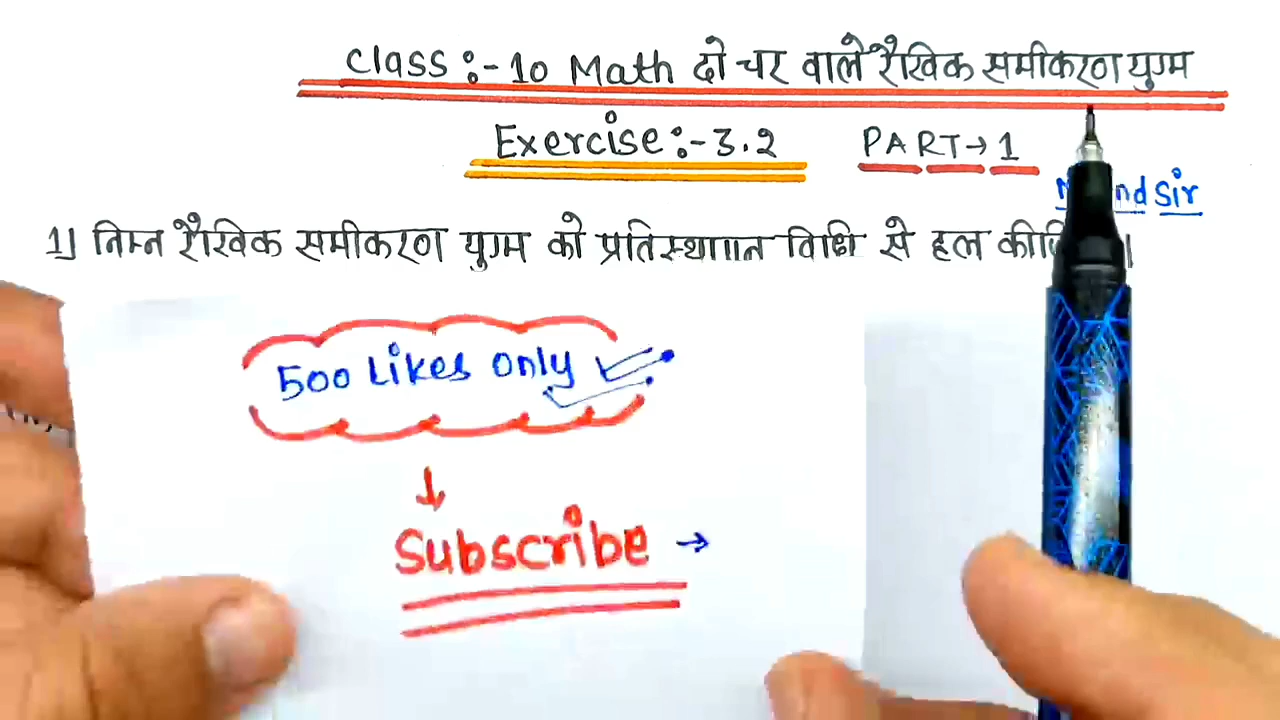 Class :- 10 Math दो चर वाले रैखिक समीकरण युग्म
Exercise :- 3.2 PART → 1
Sir
1) निम्न रैखिक समीकरण युग्म को प्रतिस्थापन विधि से हल
500 Likes Only
↓
Subscribe →